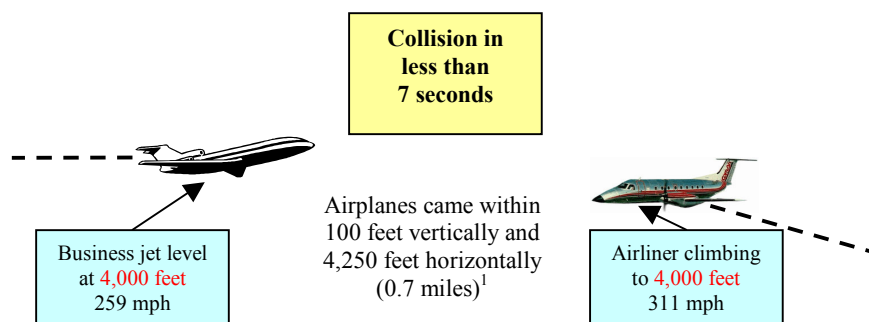 Collision in
less than
7 seconds
Airplanes came within
100 feet vertically and
4,250 feet horizontally
(0.7 miles)1
Business jet level
at 4,000 feet
259 mph
Airliner climbing
to 4,000 feet
311 mph